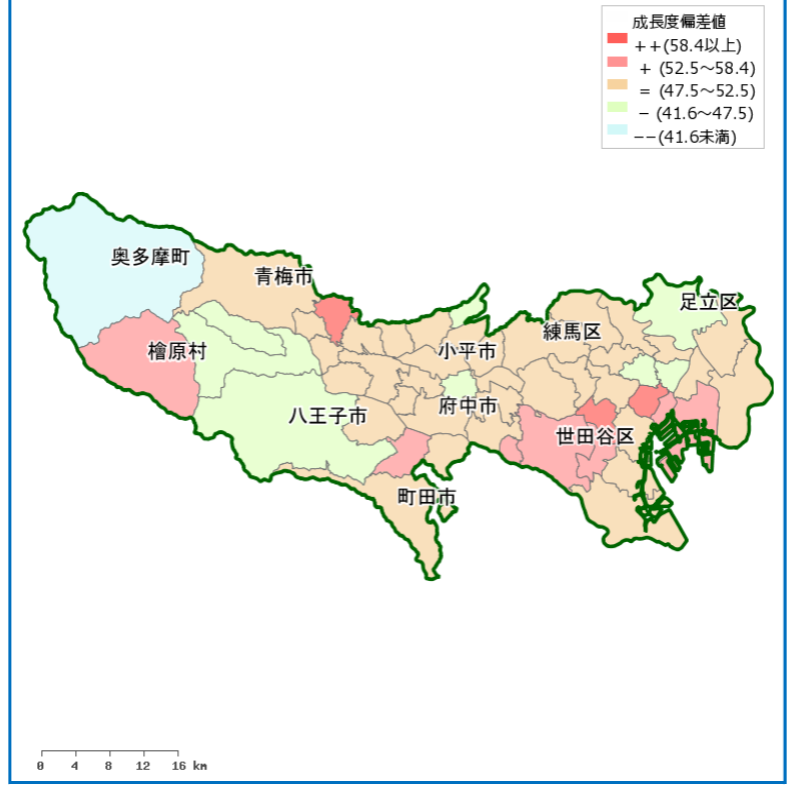 成長度偏差値
++(58.4以上)
+ (52.5～58.4)
= (47.5～52.5)
− (41.6～47.5)
−−(41.6未満)
奥多摩町
青梅市
足立区
練馬区
檜原村
小平市
八王子市
府中市
世田谷区
町田市
0 4 8 12 16 km